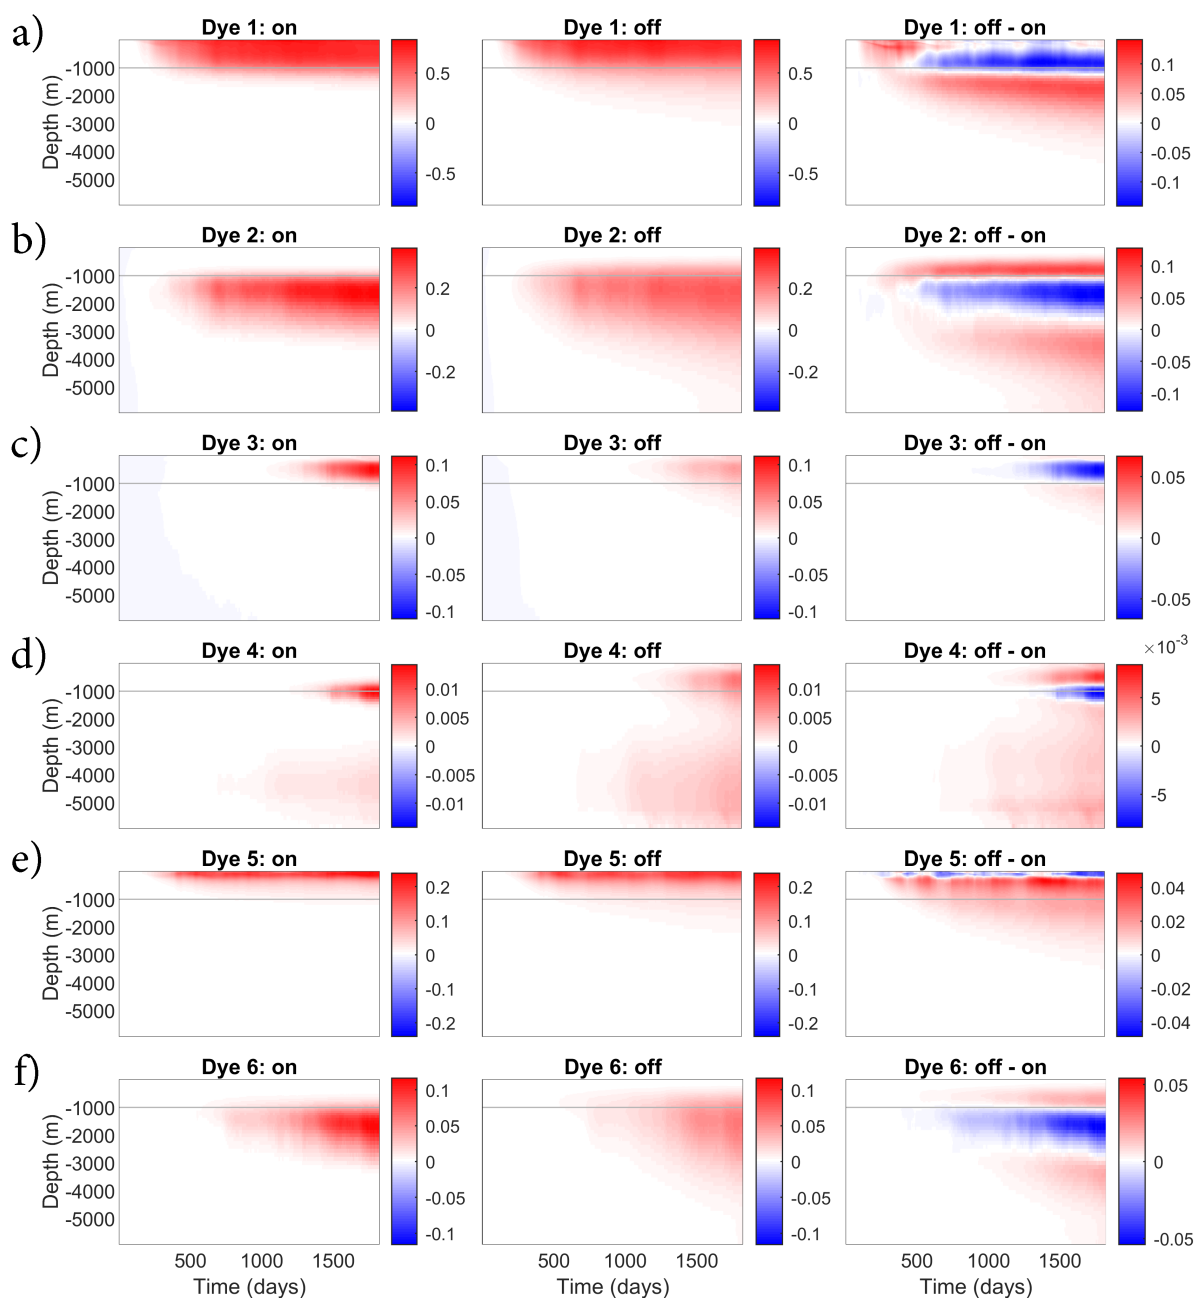 a)
Dye 1: on
Dye 1: off
Dye 1: off - on
Depth (m)
-1000
-2000
-3000
-4000
-5000
0.5
0
-0.5
0.5
0
-0.5
0.1
0.05
0
-0.05
-0.1
b)
Dye 2: on
Dye 2: off
Dye 2: off - on
Depth (m)
-1000
-2000
-3000
-4000
-5000
0.2
0
-0.2
0.2
0
-0.2
0.1
0.05
0
-0.05
-0.1
c)
Dye 3: on
Dye 3: off
Dye 3: off - on
Depth (m)
-1000
-2000
-3000
-4000
-5000
0.1
0.05
0
-0.05
-0.1
0.1
0.05
0
-0.05
-0.1
0.05
0
-0.05
d)
Dye 4: on
Dye 4: off
Dye 4: off - on
×10-3
Depth (m)
-1000
-2000
-3000
-4000
-5000
0.01
0.005
0
-0.005
-0.01
0.01
0.005
0
-0.005
-0.01
5
0
-5
e)
Dye 5: on
Dye 5: off
Dye 5: off - on
Depth (m)
-1000
-2000
-3000
-4000
-5000
0.2
0.1
0
-0.1
-0.2
0.2
0.1
0
-0.1
-0.2
0.04
0.02
0
-0.02
-0.04
f)
Dye 6: on
Dye 6: off
Dye 6: off - on
Depth (m)
-1000
-2000
-3000
-4000
-5000
0.1
0.05
0
-0.05
-0.1
0.1
0.05
0
-0.05
-0.1
0.05
0
-0.05
500 1000 1500
500 1000 1500
500 1000 1500
Time (days)
Time (days)
Time (days)